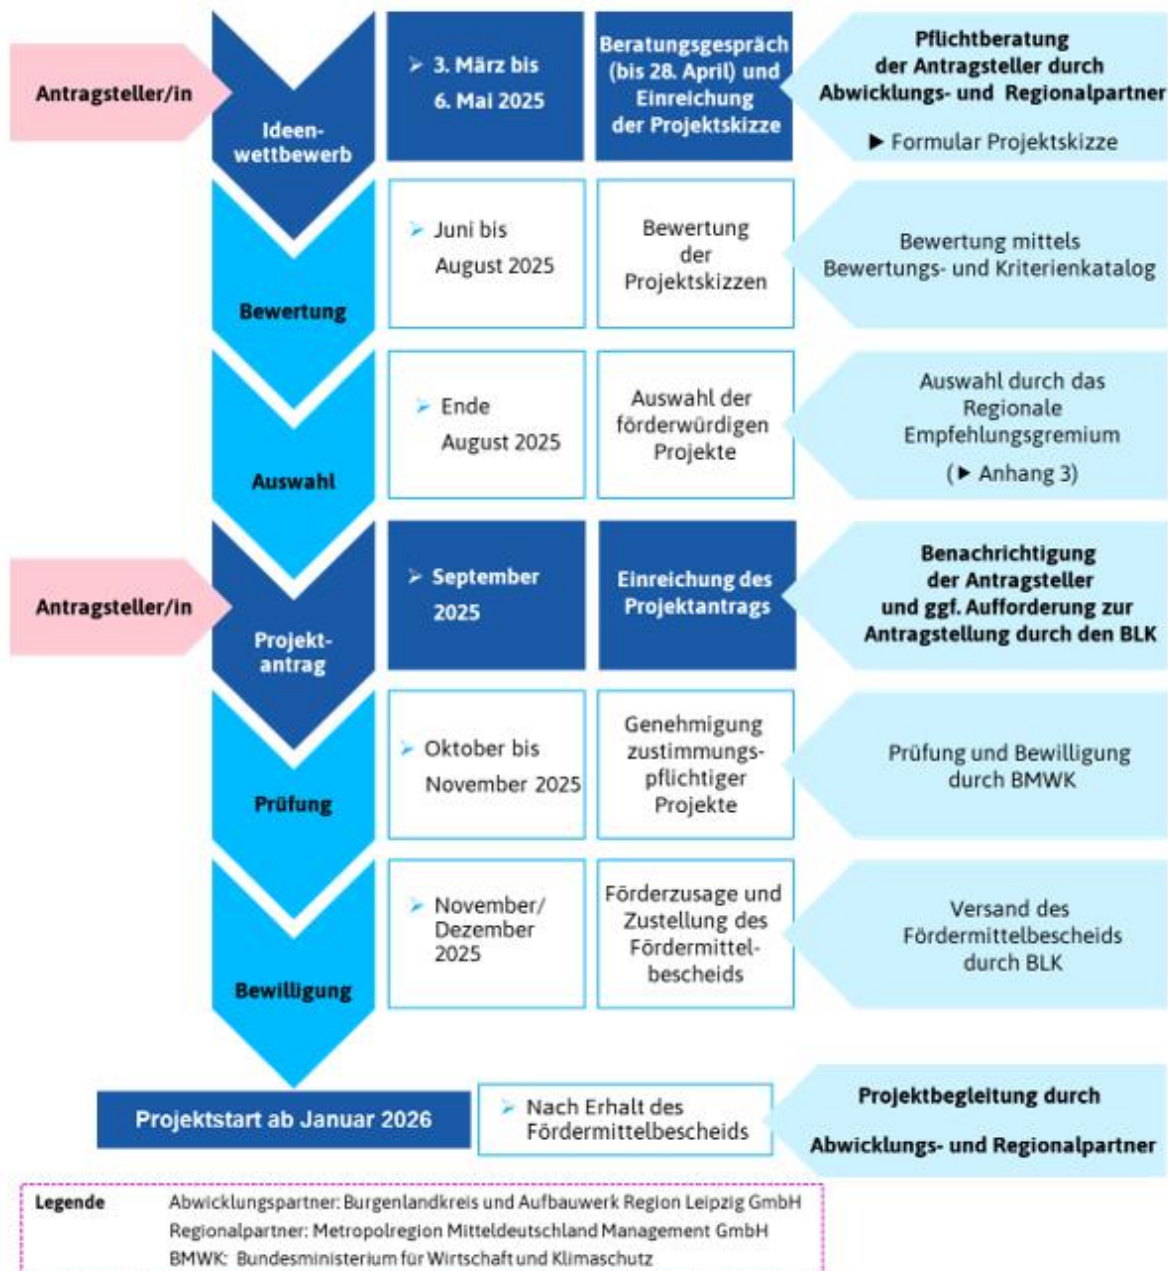 Antragsteller/in
Ideen-
wettbewerb
➢ 3. März bis
6. Mai 2025
Beratungsgespräch
(bis 28. April) und
Einreichung
der Projektskizze
Pflichtberatung
der Antragsteller durch
Abwicklungs- und Regionalpartner
▶ Formular Projektskizze
Bewertung
➢ Juni bis
August 2025
Bewertung
der
Projektskizzen
Bewertung mittels
Bewertungs- und Kriterienkatalog
Auswahl
➢ Ende
August 2025
Auswahl der
förderwürdigen
Projekte
Auswahl durch das
Regionale
Empfehlungsgremium
(▶ Anhang 3)
Antragsteller/in
Projekt-
antrag
➢ September
2025
Einreichung des
Projektantrags
Benachrichtigung
der Antragsteller
und ggf. Aufforderung zur
Antragstellung durch den BLK
Prüfung
➢ Oktober bis
November 2025
Genehmigung
zustimmungs-
pflichtiger
Projekte
Prüfung und Bewilligung
durch BMWK
Bewilligung
➢ November/
Dezember
2025
Förderzusage und
Zustellung des
Fördermittel-
bescheids
Versand des
Fördermittelbescheids
durch BLK
Projektstart ab Januar 2026
➢ Nach Erhalt des
Fördermittelbescheids
Projektbegleitung durch
Abwicklungs- und Regionalpartner
Legende Abwicklungspartner: Burgenlandkreis und Aufbauwerk Region Leipzig GmbH
Regionalpartner: Metropolregion Mitteldeutschland Management GmbH
BMWK: Bundesministerium für Wirtschaft und Klimaschutz